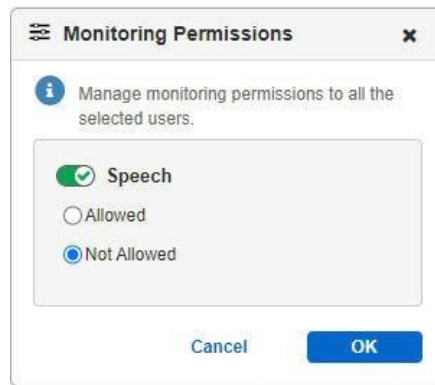 Monitoring Permissions
Manage monitoring permissions to all the
selected users.
Speech
Allowed
Not Allowed
Cancel OK